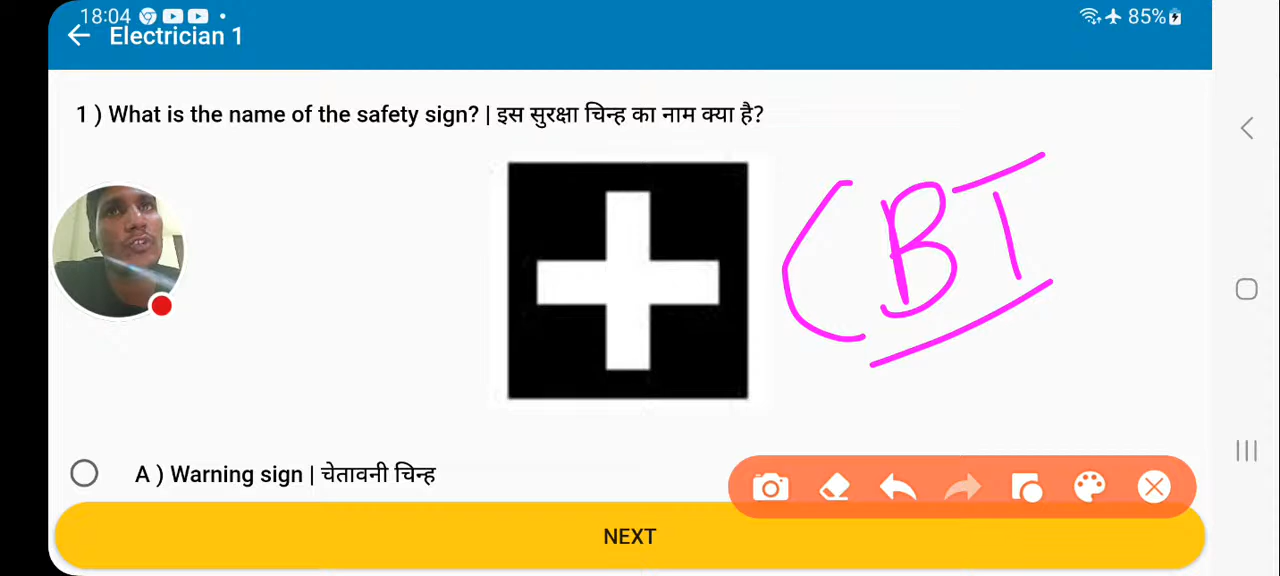 18:04
85%
Electrician 1
1 ) What is the name of the safety sign? | इस सुरक्षा चिन्ह का नाम क्या है?
CBT
A ) Warning sign | चेतावनी चिन्ह
NEXT